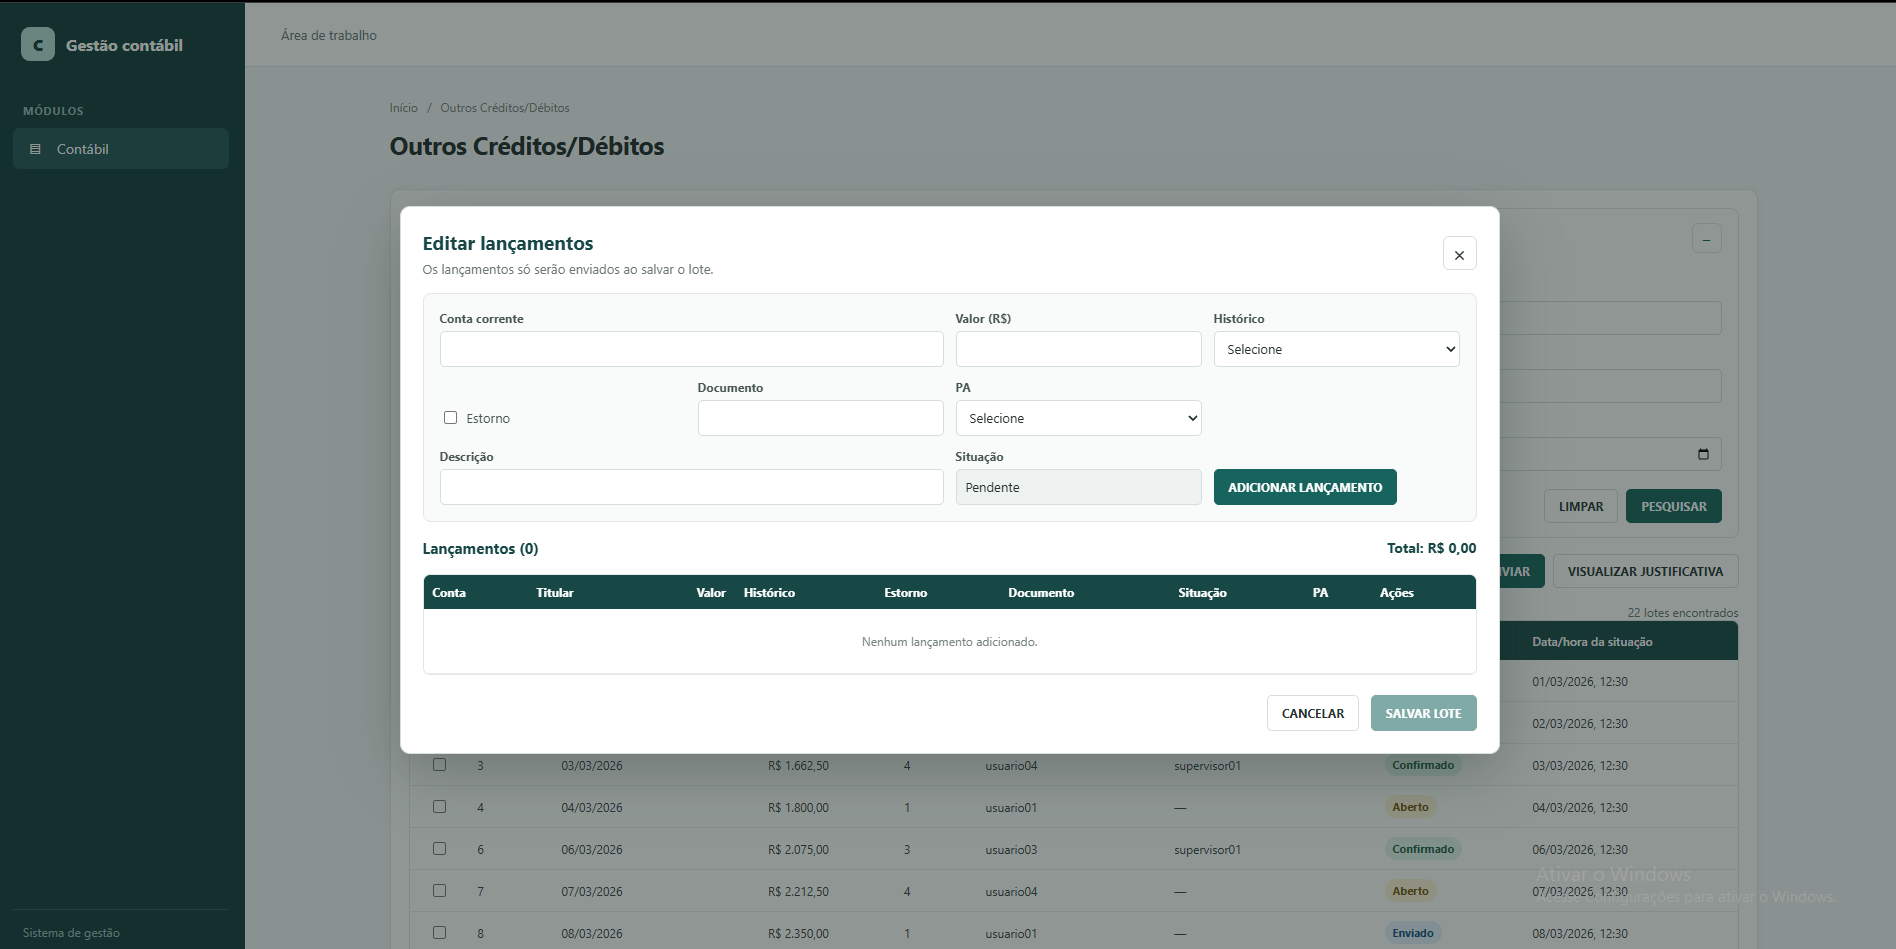 C Gestão contábil
MÓDULOS
Contábil
Sistema de gestão
Área de trabalho
Início / Outros Créditos/Débitos
Outros Créditos/Débitos
Editar lançamentos
Os lançamentos só serão enviados ao salvar o lote.
Conta corrente Valor (R$) Histórico
Selecione
Documento PA
Estorno Selecione
Descrição Situação
Pendente ADICIONAR LANÇAMENTO
Lançamentos (0) Total: R$ 0,00
Conta Titular Valor Histórico Estorno Documento Situação PA Ações
Nenhum lançamento adicionado.
CANCELAR SALVAR LOTE
LIMPAR PESQUISAR
VISUALIZAR JUSTIFICATIVA
22 lotes encontrados
Data/hora da situação
01/03/2026, 12:30
02/03/2026, 12:30
3 03/03/2026 R$ 1.662,50 4 usuario04 supervisor01 Confirmado 03/03/2026, 12:30
4 04/03/2026 R$ 1.800,00 1 usuario01 — Aberto 04/03/2026, 12:30
6 06/03/2026 R$ 2.075,00 3 usuario03 supervisor01 Confirmado 06/03/2026, 12:30
7 07/03/2026 R$ 2.212,50 4 usuario04 — Aberto 07/03/2026, 12:30
8 08/03/2026 R$ 2.350,00 1 usuario01 — Enviado 08/03/2026, 12:30
Ativar o Windows
Acesse Configurações para ativar o Windows.